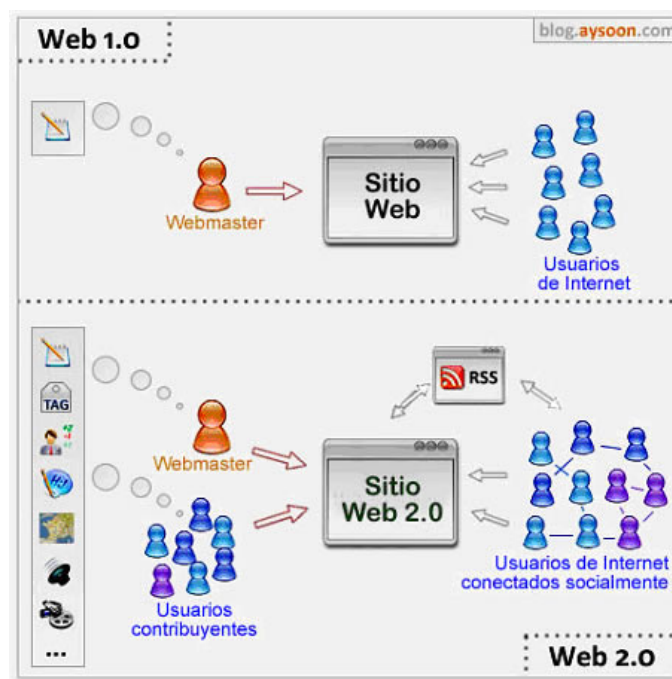 Web 1.0
blog.aysoon.com
Sitio
Web
Webmaster
Usuarios
de Internet
TAG
RSS
Webmaster
Sitio
Web 2.0
Usuarios
contribuyentes
Usuarios de Internet
conectados socialmente
...
Web 2.0